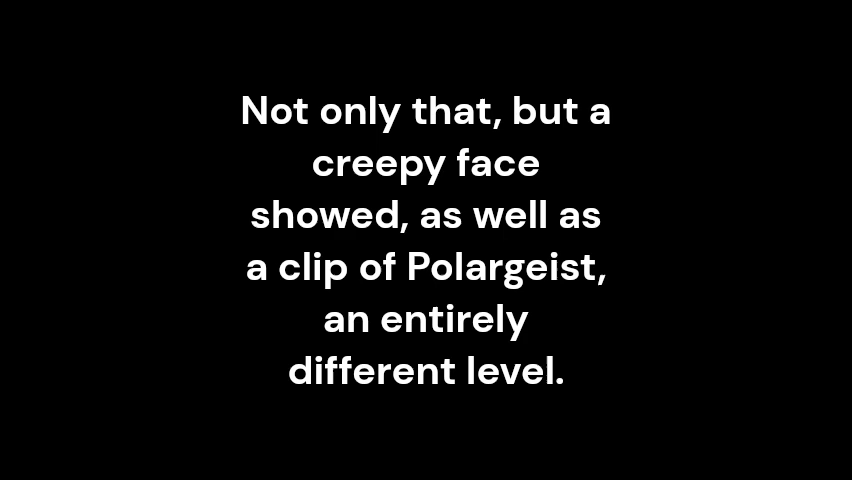 Not only that, but a
creepy face
showed, as well as
a clip of Polargeist,
an entirely
different level.